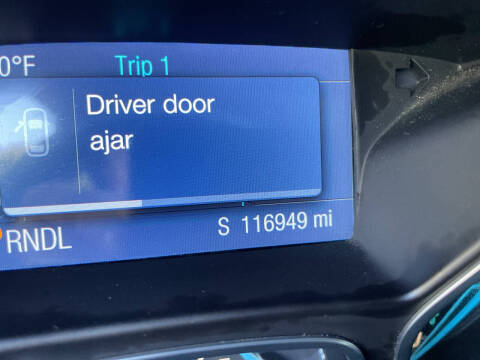 0°F Trip 1
Driver door
ajar
RNDL S 116949 mi